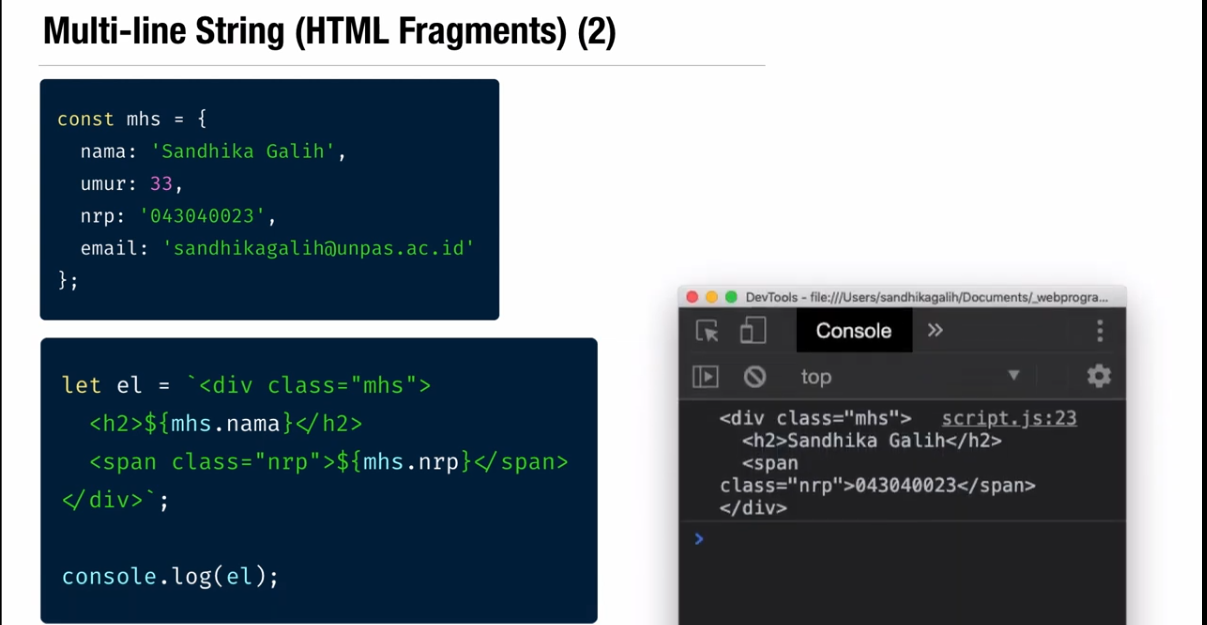 Multi-line String (HTML Fragments) (2)
const mhs = {
  nama: 'Sandhika Galih',
  umur: 33,
  nrp: '043040023',
  email: 'sandhikagalih@unpas.ac.id'
};
let el = `<div class="mhs">
  <h2>${mhs.nama}</h2>
  <span class="nrp">${mhs.nrp}</span>
</div>`;
console.log(el);
DevTools - file:///Users/sandhikagalih/Documents/_webprogra...
Console »
top
<div class="mhs"> script.js:23
  <h2>Sandhika Galih</h2>
  <span
class="nrp">043040023</span>
</div>
>